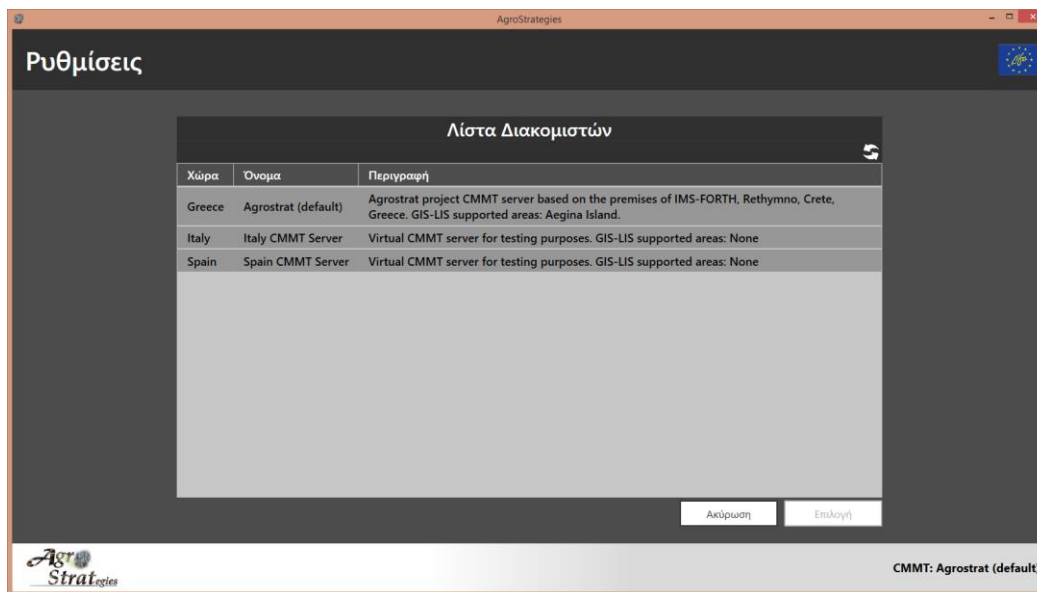 AgroStrategies
Ρυθμίσεις
Life
Λίστα Διακομιστών
Χώρα Όνομα Περιγραφή
Greece Agrostrat (default) Agrostrat project CMMT server based on the premises of IMS-FORTH, Rethymno, Crete,
Greece. GIS-LIS supported areas: Aegina Island.
Italy Italy CMMT Server Virtual CMMT server for testing purposes. GIS-LIS supported areas: None
Spain Spain CMMT Server Virtual CMMT server for testing purposes. GIS-LIS supported areas: None
Ακύρωση Επιλογή
Agro
Strategies
CMMT: Agrostrat (default)